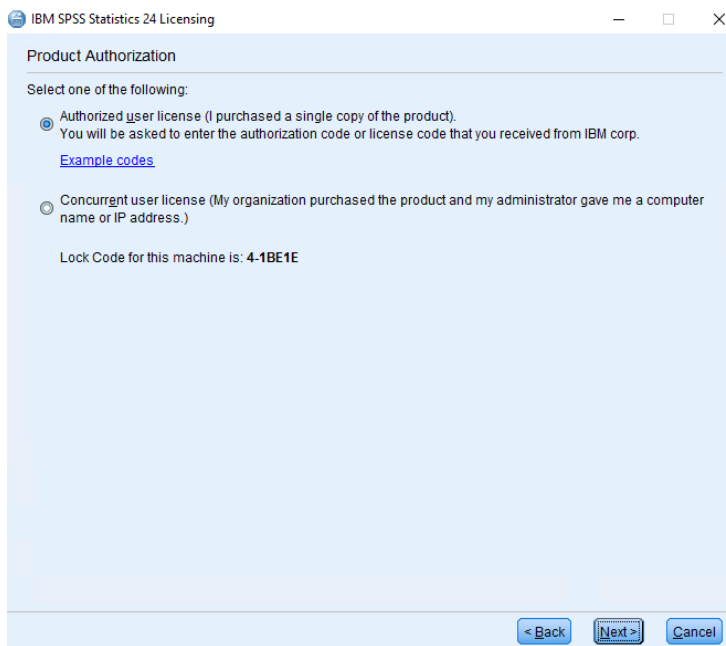 IBM SPSS Statistics 24 Licensing
Product Authorization
Select one of the following:
Authorized user license (I purchased a single copy of the product).
You will be asked to enter the authorization code or license code that you received from IBM corp.
Example codes
Concurrent user license (My organization purchased the product and my administrator gave me a computer
name or IP address.)
Lock Code for this machine is: 4-1BE1E
< Back Next > Cancel